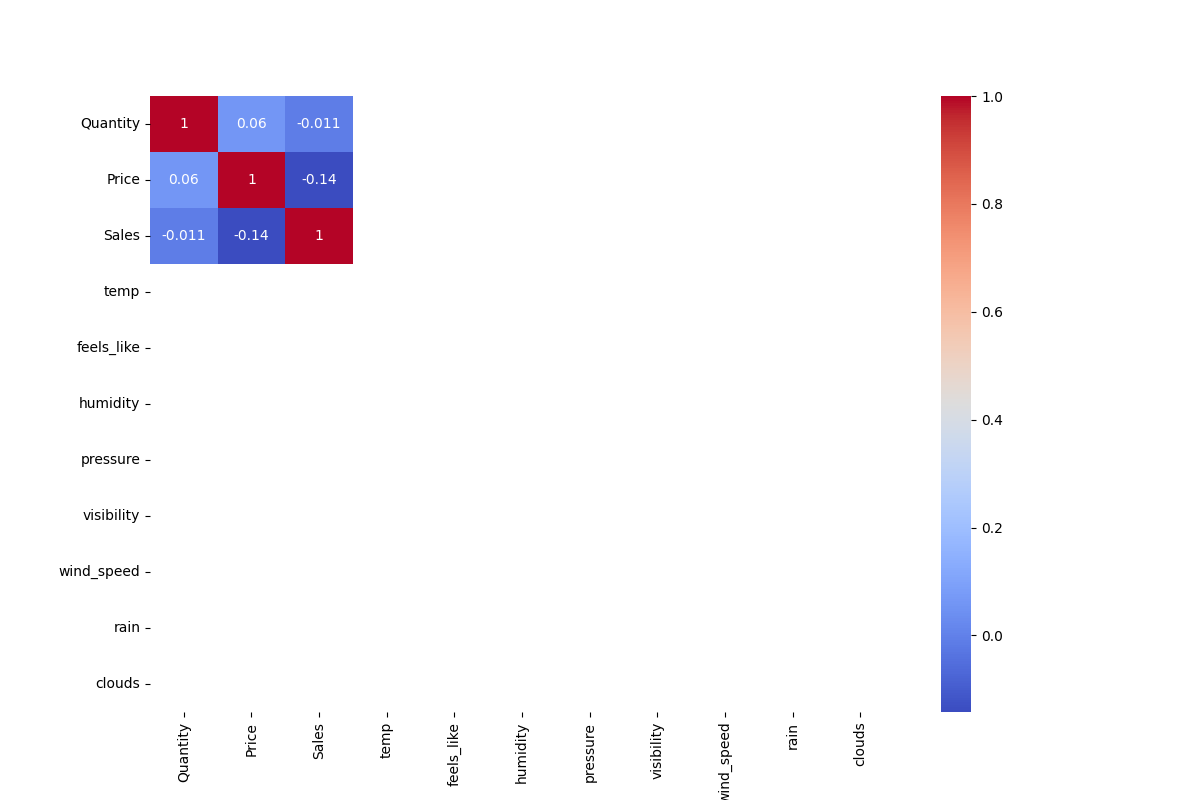 Quantity 1 0.06 -0.011
Price 0.06 1 -0.14
Sales -0.011 -0.14 1
temp
feels_like
humidity
pressure
visibility
wind_speed
rain
clouds
Quantity
Price
Sales
temp
feels_like
humidity
pressure
visibility
wind_speed
rain
clouds
1.0
0.8
0.6
0.4
0.2
0.0